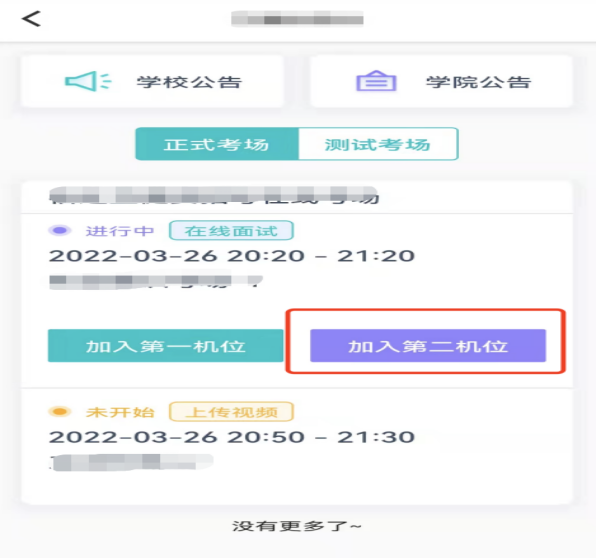 学校公告 学院公告
正式考场 测试考场
进行中 在线面试
2022-03-26 20:20 - 21:20
加入第一机位 加入第二机位
未开始 上传视频
2022-03-26 20:50 - 21:30
没有更多了~